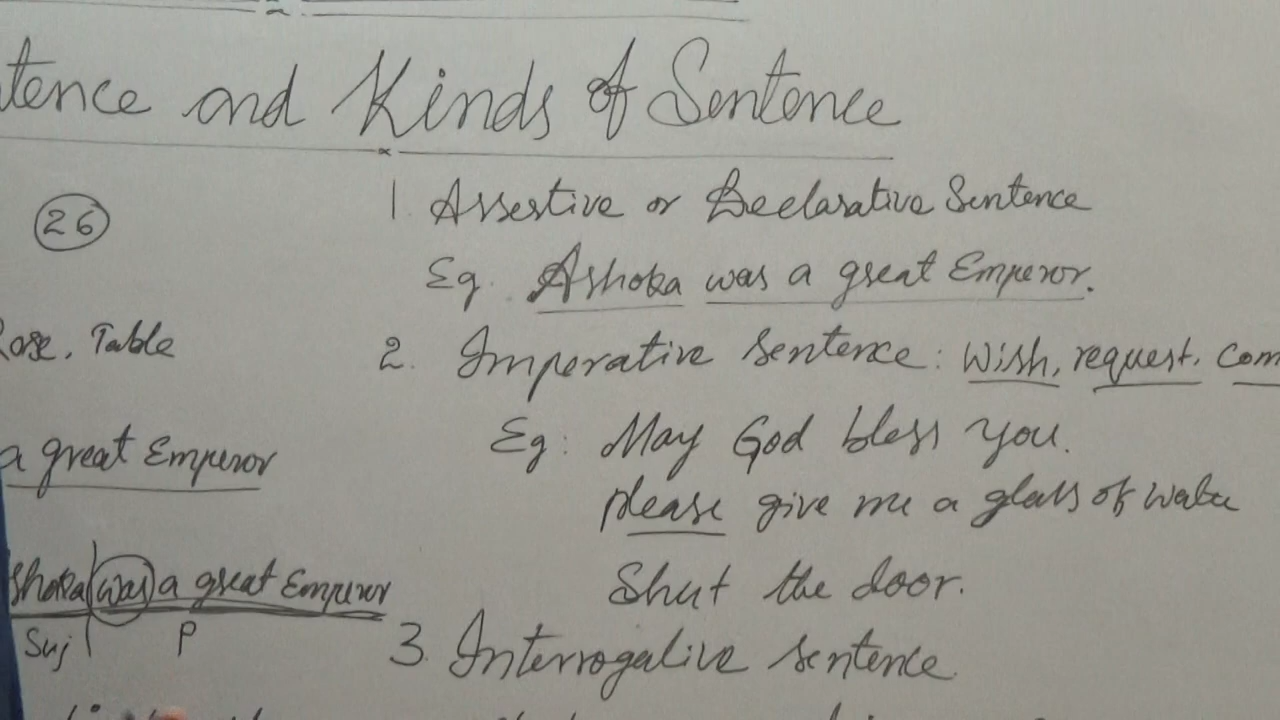 tence and Kinds of Sentence
26
1. Assertive or Declarative Sentence
Eg. Ashoka was a great Emperor.
Rose, Table
2. Imperative sentence: Wish, request, com
Eg: May God bless you.
a great Emperor
please give me a glass of water
shoka was a great Emperor
Shut the door.
Suj P
3. Interrogative sentence.